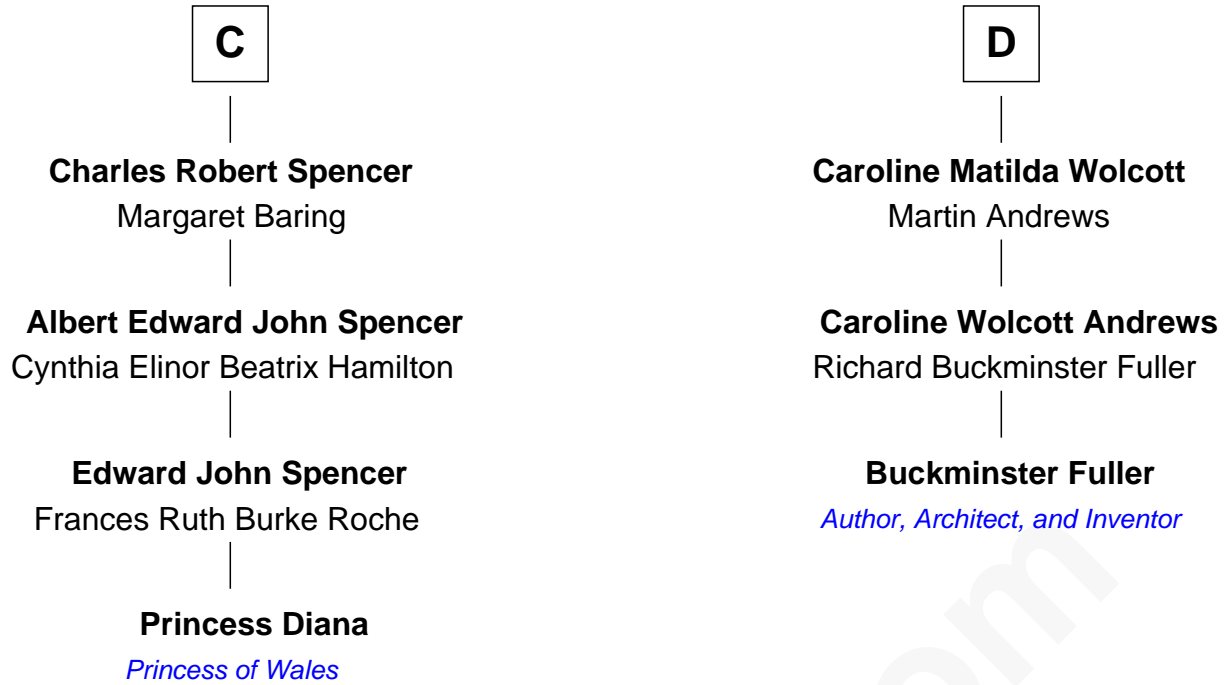 C
Charles Robert Spencer
Margaret Baring
Albert Edward John Spencer
Cynthia Elinor Beatrix Hamilton
Edward John Spencer
Frances Ruth Burke Roche
Princess Diana
Princess of Wales
D
Caroline Matilda Wolcott
Martin Andrews
Caroline Wolcott Andrews
Richard Buckminster Fuller
Buckminster Fuller
Author, Architect, and Inventor
om